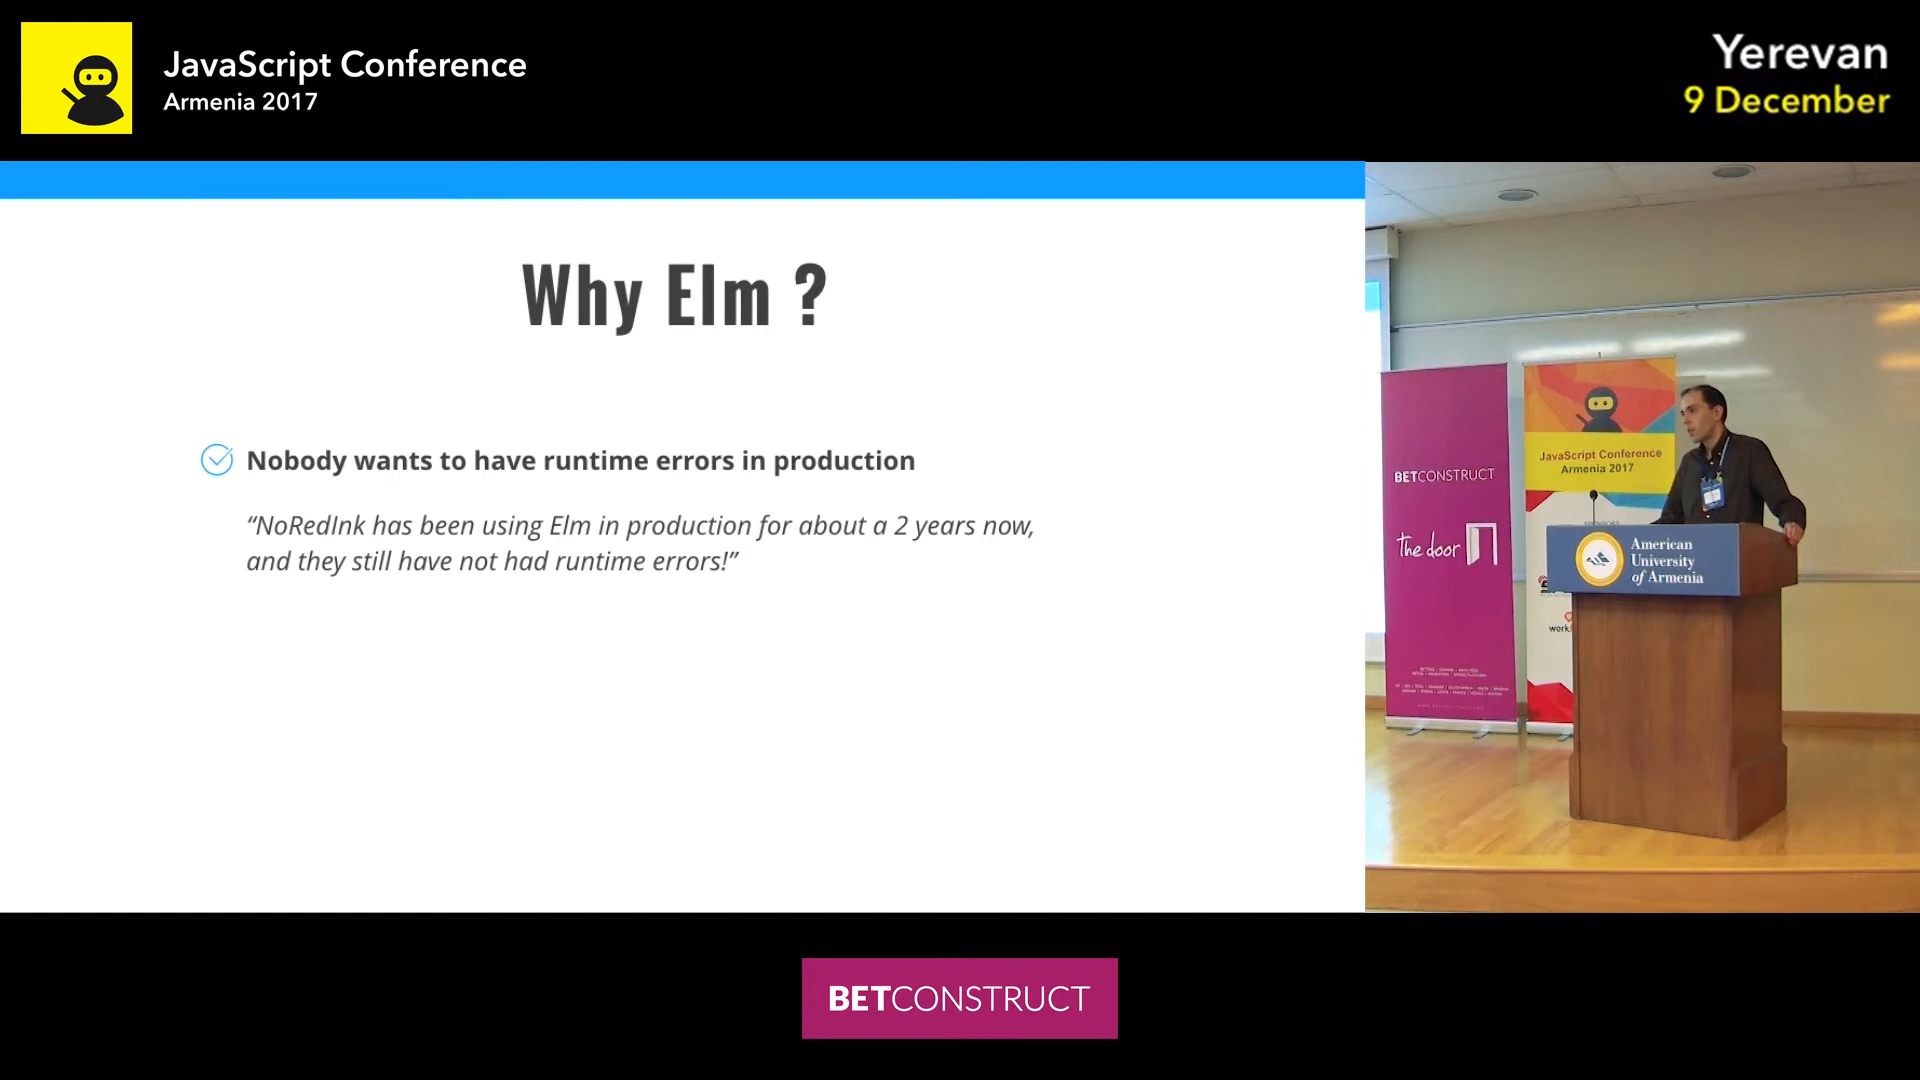 JavaScript Conference
Armenia 2017
Yerevan
9 December
Why Elm ?
Nobody wants to have runtime errors in production
“NoRedInk has been using Elm in production for about a 2 years now,
and they still have not had runtime errors!”
BETCONSTRUCT
the door
JavaScript Conference
Armenia 2017
American
University
of Armenia
BETCONSTRUCT